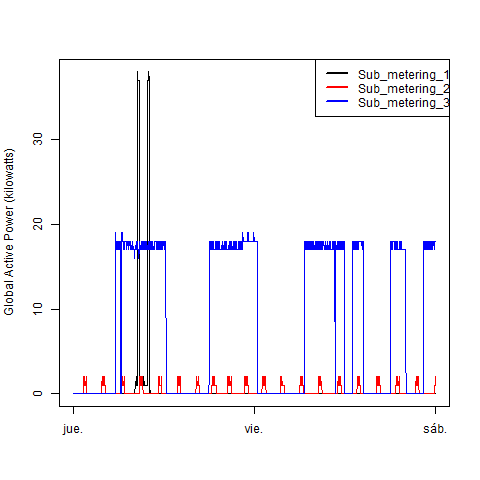 Sub_metering_1
Sub_metering_2
Sub_metering_3
Global Active Power (kilowatts)
30
20
10
0
jue.
vie.
sáb.